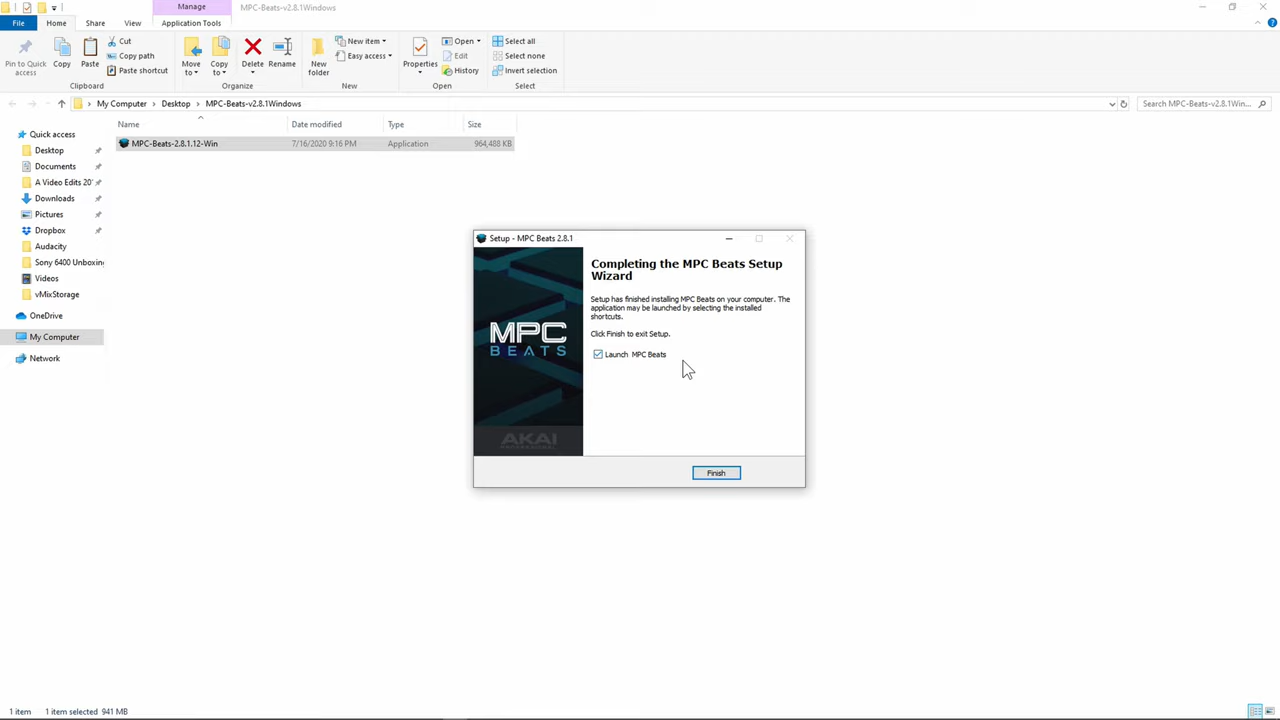 Manage
MPC-Beats-v2.8.1Windows
File
Home
Share
View
Application Tools
Pin to Quick access
Copy
Paste
Cut
Copy path
Paste shortcut
Clipboard
Move to
Copy to
Delete
Rename
Organize
New folder
New item
Easy access
New
Properties
Open
Edit
History
Open
Select all
Select none
Invert selection
Select
My Computer > Desktop > MPC-Beats-v2.8.1Windows
Search MPC-Beats-v2.8.1Win...
Name
Date modified
Type
Size
MPC-Beats-2.8.1.12-Win
7/16/2020 9:16 PM
Application
964,488 KB
Quick access
Desktop
Documents
A Video Edits 20
Downloads
Pictures
Dropbox
Audacity
Sony 6400 Unboxing
Videos
vMixStorage
OneDrive
My Computer
Network
Setup - MPC Beats 2.8.1
MPC
BEATS
AKAI
PROFESSIONAL
Completing the MPC Beats Setup
Wizard
Setup has finished installing MPC Beats on your computer. The
application may be launched by selecting the installed
shortcuts.
Click Finish to exit Setup.
Launch MPC Beats
Finish
1 item
1 item selected 941 MB